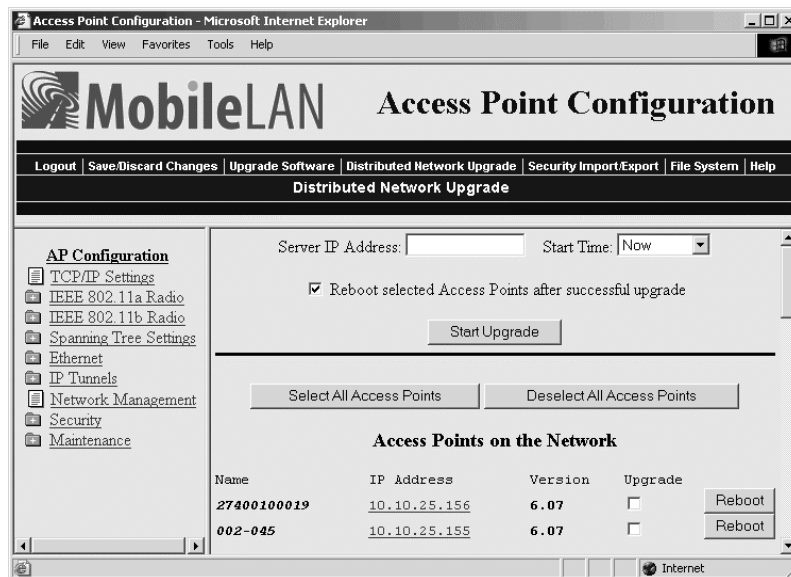 Access Point Configuration - Microsoft Internet Explorer
File Edit View Favorites Tools Help
MobileLAN Access Point Configuration
Logout | Save/Discard Changes | Upgrade Software | Distributed Network Upgrade | Security Import/Export | File System | Help
Distributed Network Upgrade
AP Configuration
TCP/IP Settings
IEEE 802.11a Radio
IEEE 802.11b Radio
Spanning Tree Settings
Ethernet
IP Tunnels
Network Management
Security
Maintenance
Server IP Address: Start Time: Now
Reboot selected Access Points after successful upgrade
Start Upgrade
Select All Access Points Deselect All Access Points
Access Points on the Network
Name IP Address Version Upgrade
27400100019 10.10.25.156 6.07 Reboot
002-045 10.10.25.155 6.07 Reboot
Internet